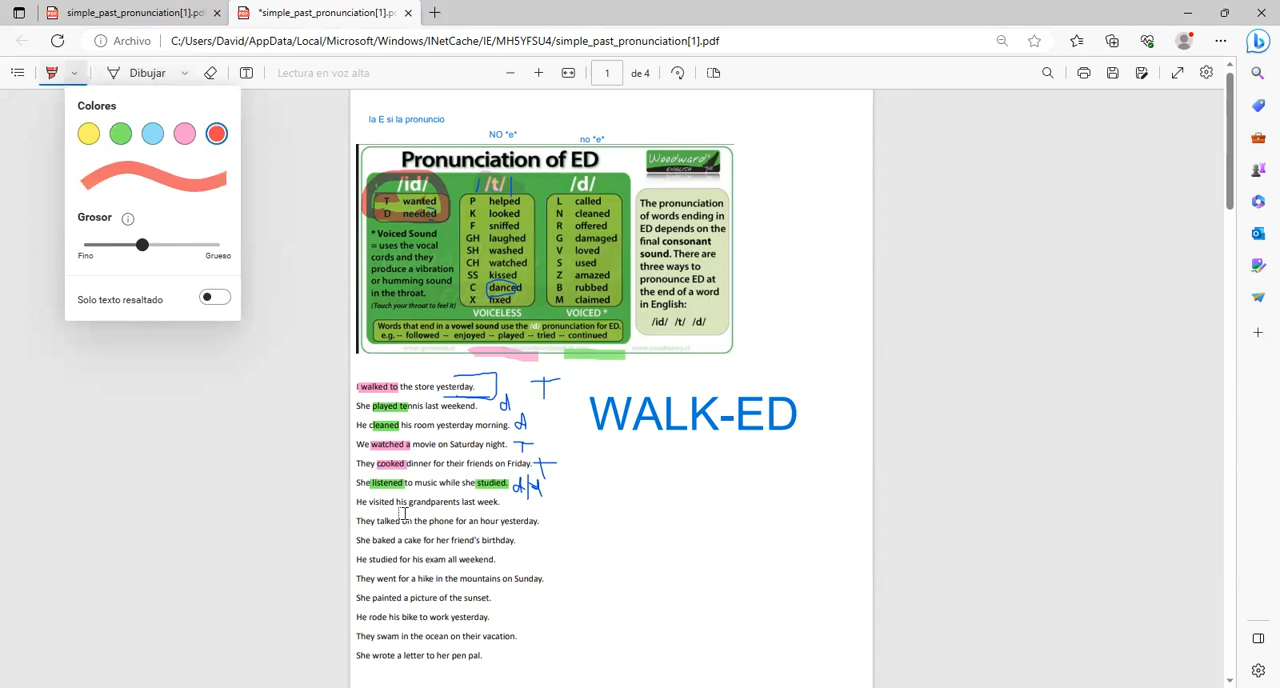 simple_past_pronunciation[1].pdf
*simple_past_pronunciation[1].pd
Archivo
C:/Users/David/AppData/Local/Microsoft/Windows/INetCache/IE/MH5YFSU4/simple_past_pronunciation[1].pdf
Dibujar
Lectura en voz alta
1
de 4
Colores
Grosor
Fino
Grueso
Solo texto resaltado
la E si la pronuncio
NO "e"
no "e"
Pronunciation of ED
Woodward
ENGLISH
/id/
/t/
/d/
T wanted
D needed
* Voiced Sound
= uses the vocal
cords and they
produce a vibration
or humming sound
in the throat.
(Touch your throat to feel it)
P helped
K looked
F sniffed
GH laughed
SH washed
CH watched
SS kissed
C danced
X fixed
VOICELESS
L called
N cleaned
R offered
G damaged
V loved
S used
Z amazed
B rubbed
M claimed
VOICED *
The pronunciation
of words ending in
ED depends on the
final consonant
sound. There are
three ways to
pronounce ED at
the end of a word
in English:
/id/ /t/ /d/
Words that end in a vowel sound use the /d/ pronunciation for ED.
e.g. -- followed -- enjoyed -- played -- tried -- continued
I walked to the store yesterday. T
She played tennis last weekend. d
He cleaned his room yesterday morning. d
We watched a movie on Saturday night. T
They cooked dinner for their friends on Friday. T
She listened to music while she studied. d/d
He visited his grandparents last week.
They talked on the phone for an hour yesterday.
She baked a cake for her friend's birthday.
He studied for his exam all weekend.
They went for a hike in the mountains on Sunday.
She painted a picture of the sunset.
He rode his bike to work yesterday.
They swam in the ocean on their vacation.
She wrote a letter to her pen pal.
WALK-ED